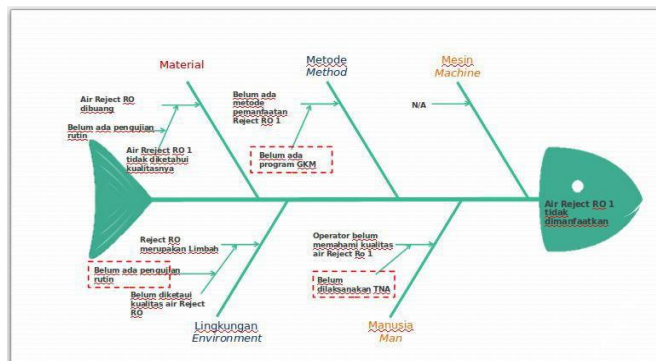 Material
Metode
Method
Mesin
Machine
Air Reject RO
dibuang
Belum ada pengujian
rutin
Air Rreject RO 1
tidak diketahui
kualitasnya
Belum ada
metode
pemanfaatan
Reject RO 1
Belum ada
program GKM
N/A
Air Reject RO 1
tidak
dimanfaatkan
Reject RO
merupakan Limbah
Belum ada pengujian
rutin
Belum diketaui
kualitas air Reject
RO
Operator belum
memahami kualitas
air Reject Ro 1
Belum
dilaksanakan TNA
Lingkungan
Environment
Manusia
Man